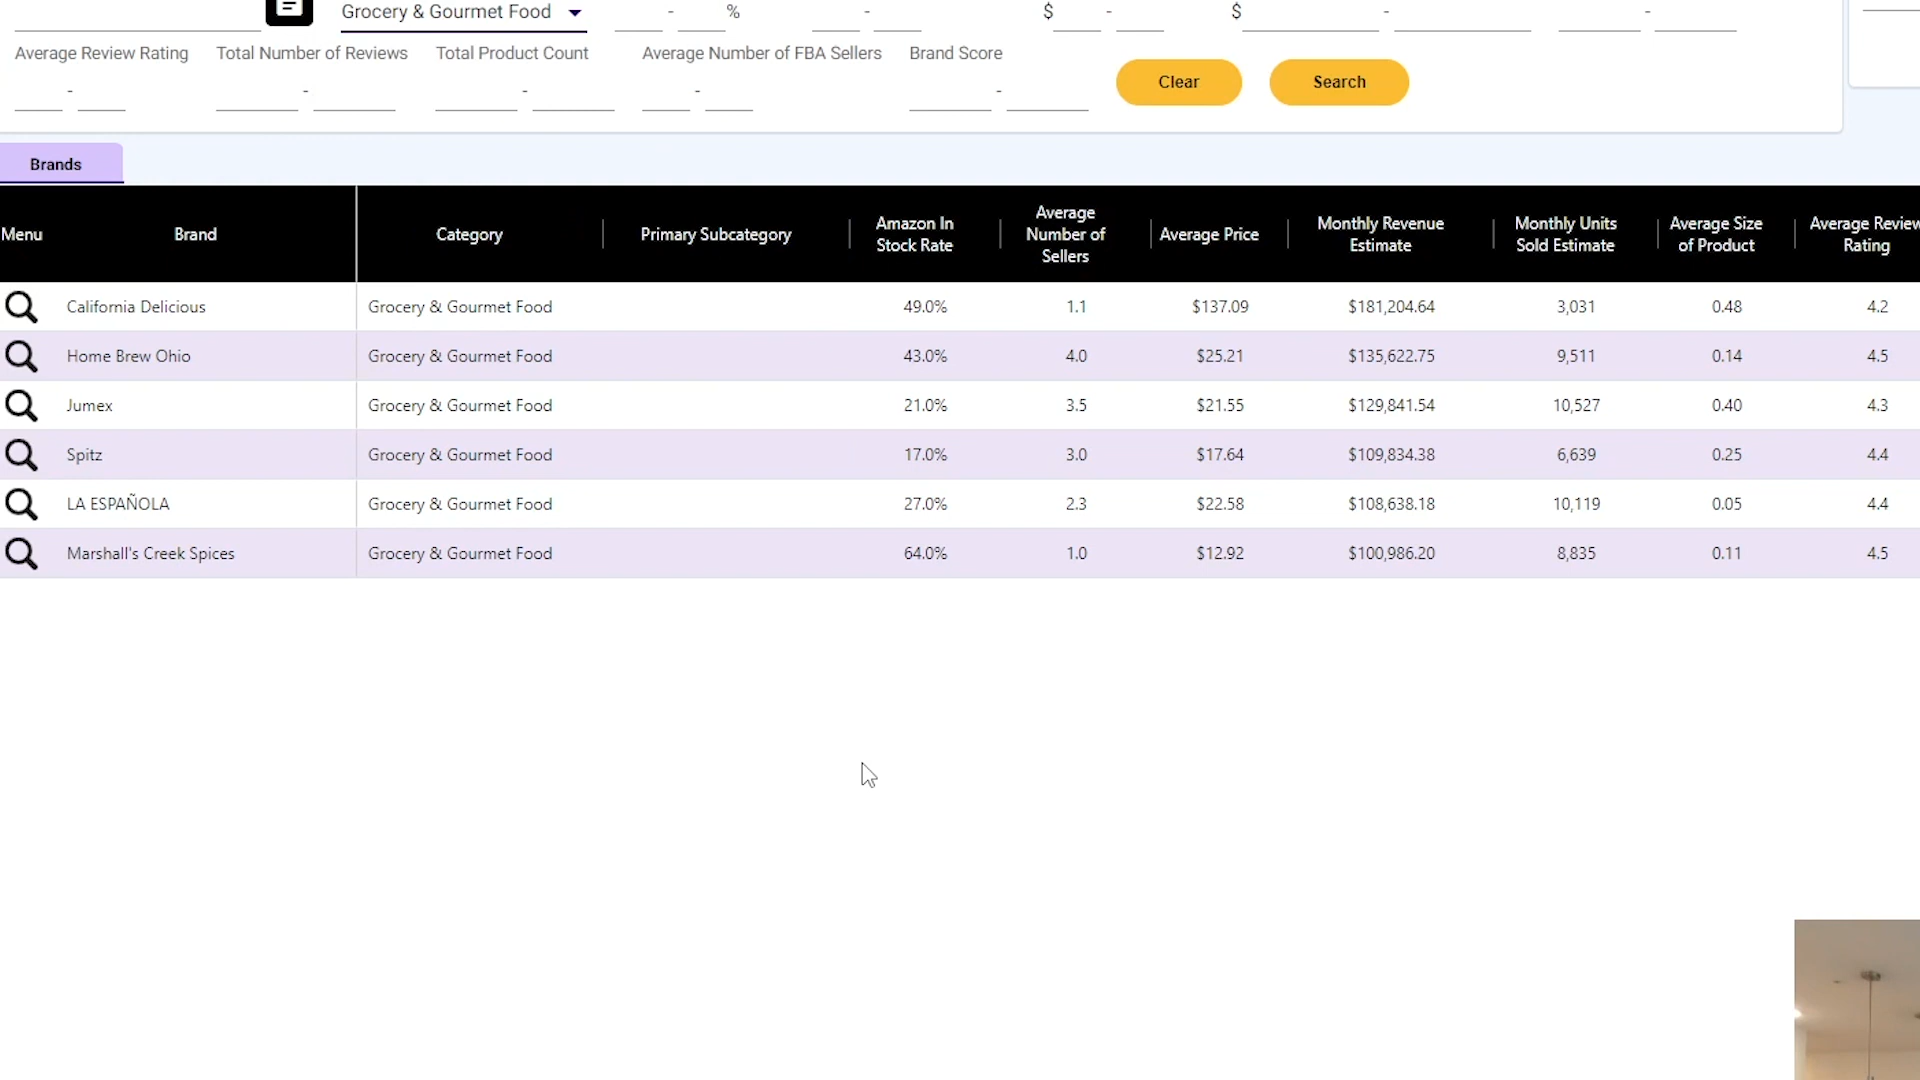 Grocery & Gourmet Food - % - $ - $ - -
Average Review Rating Total Number of Reviews Total Product Count Average Number of FBA Sellers Brand Score
- - - - - Clear Search
Brands
Menu Brand Category Primary Subcategory Amazon In Stock Rate Average Number of Sellers Average Price Monthly Revenue Estimate Monthly Units Sold Estimate Average Size of Product Average Review Rating
California Delicious Grocery & Gourmet Food 49.0% 1.1 $137.09 $181,204.64 3,031 0.48 4.2
Home Brew Ohio Grocery & Gourmet Food 43.0% 4.0 $25.21 $135,622.75 9,511 0.14 4.5
Jumex Grocery & Gourmet Food 21.0% 3.5 $21.55 $129,841.54 10,527 0.40 4.3
Spitz Grocery & Gourmet Food 17.0% 3.0 $17.64 $109,834.38 6,639 0.25 4.4
LA ESPAÑOLA Grocery & Gourmet Food 27.0% 2.3 $22.58 $108,638.18 10,119 0.05 4.4
Marshall's Creek Spices Grocery & Gourmet Food 64.0% 1.0 $12.92 $100,986.20 8,835 0.11 4.5